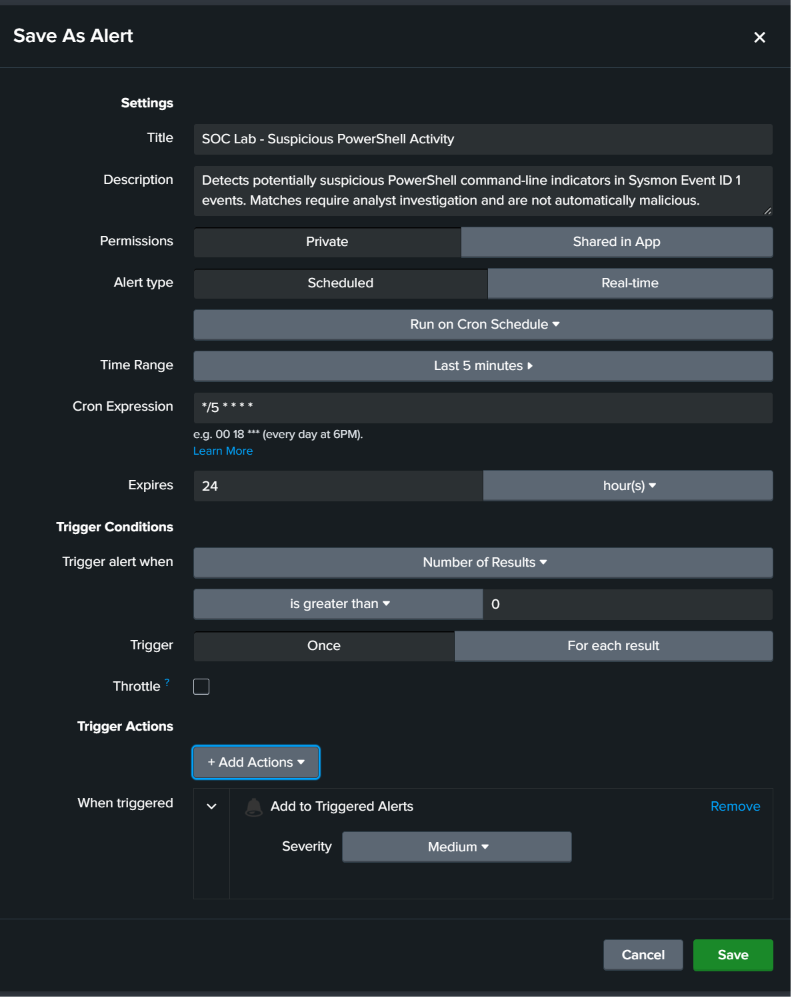 Save As Alert ×
Settings
Title SOC Lab - Suspicious PowerShell Activity
Description Detects potentially suspicious PowerShell command-line indicators in Sysmon Event ID 1
events. Matches require analyst investigation and are not automatically malicious.
Permissions Private Shared in App
Alert type Scheduled Real-time
Run on Cron Schedule
Time Range Last 5 minutes
Cron Expression */5 * * * *
e.g. 00 18 *** (every day at 6PM).
Learn More
Expires 24 hour(s)
Trigger Conditions
Trigger alert when Number of Results
is greater than 0
Trigger Once For each result
Throttle ?
Trigger Actions
+ Add Actions
When triggered Add to Triggered Alerts Remove
Severity Medium
Cancel Save